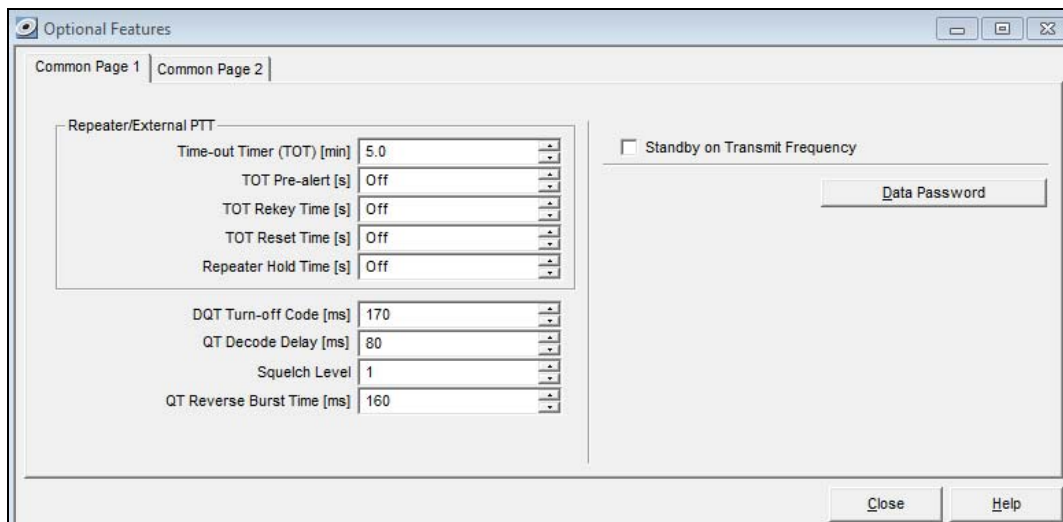 Optional Features
Common Page 1
Common Page 2
Repeater/External PTT
Time-out Timer (TOT) [min] 5.0
TOT Pre-alert [s] Off
TOT Rekey Time [s] Off
TOT Reset Time [s] Off
Repeater Hold Time [s] Off
DQT Turn-off Code [ms] 170
QT Decode Delay [ms] 80
Squelch Level 1
QT Reverse Burst Time [ms] 160
Standby on Transmit Frequency
Data Password
Close
Help